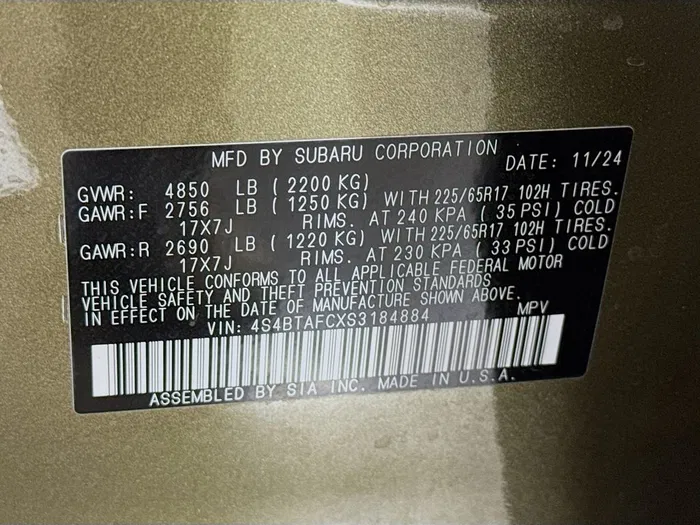 MFD BY SUBARU CORPORATION DATE: 11/24
GVWR: 4850 LB ( 2200 KG)
GAWR:F 2756 LB ( 1250 KG) WITH 225/65R17 102H TIRES.
17X7J RIMS. AT 240 KPA ( 35 PSI) COLD
GAWR:R 2690 LB ( 1220 KG) WITH 225/65R17 102H TIRES.
17X7J RIMS. AT 230 KPA ( 33 PSI) COLD
THIS VEHICLE CONFORMS TO ALL APPLICABLE FEDERAL MOTOR
VEHICLE SAFETY AND THEFT PREVENTION STANDARDS
IN EFFECT ON THE DATE OF MANUFACTURE SHOWN ABOVE.
VIN: 4S4BTAFCXS3184884 MPV
ASSEMBLED BY SIA INC. MADE IN U.S.A.